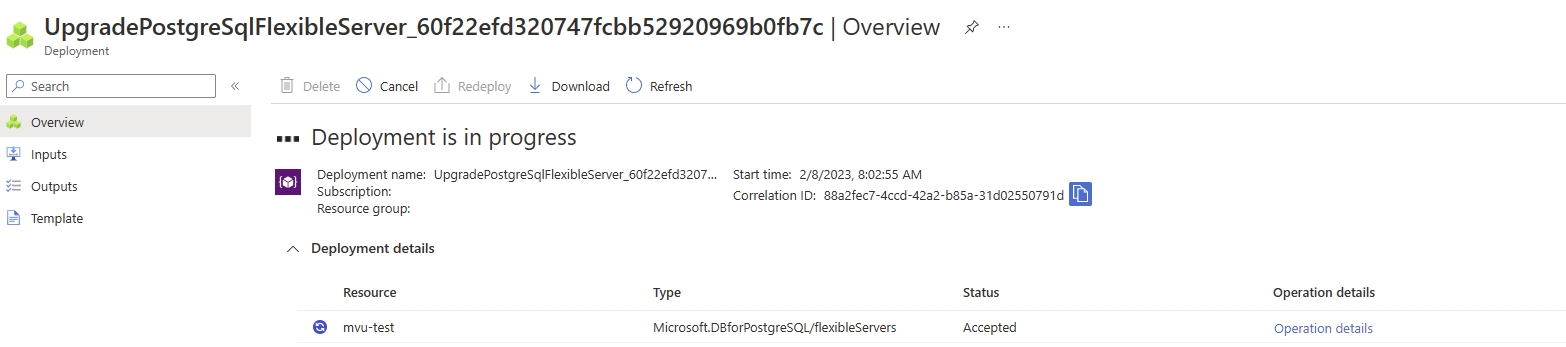 UpgradePostgreSqlFlexibleServer_60f22efd320747fcbb52920969b0fb7c | Overview
Deployment
Search
Delete Cancel Redeploy Download Refresh
Overview
Inputs
Outputs
Template
Deployment is in progress
Deployment name: UpgradePostgreSqlFlexibleServer_60f22efd3207... Start time: 2/8/2023, 8:02:55 AM
Subscription: Correlation ID: 88a2fec7-4ccd-42a2-b85a-31d02550791d
Resource group:
Deployment details
Resource Type Status Operation details
mvu-test Microsoft.DBforPostgreSQL/flexibleServers Accepted Operation details